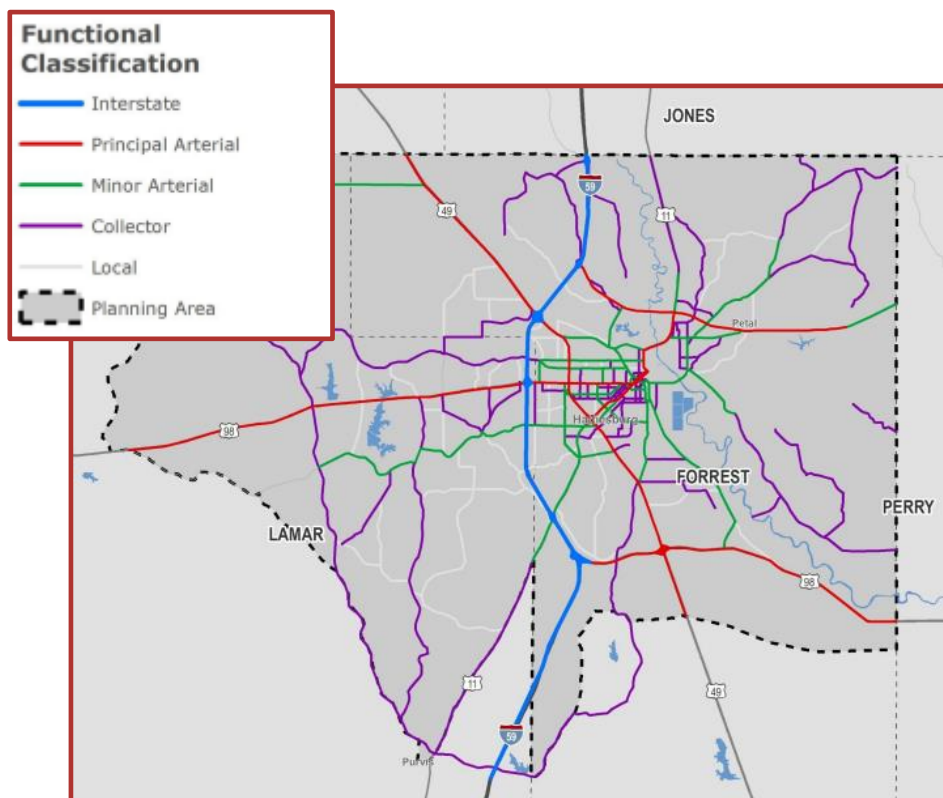 Functional
Classification
Interstate
Principal Arterial
Minor Arterial
Collector
Local
Planning Area
JONES
59
49
11
Petal
Hattiesburg
98
FORREST
PERRY
LAMAR
98
11
49
59
Purvis